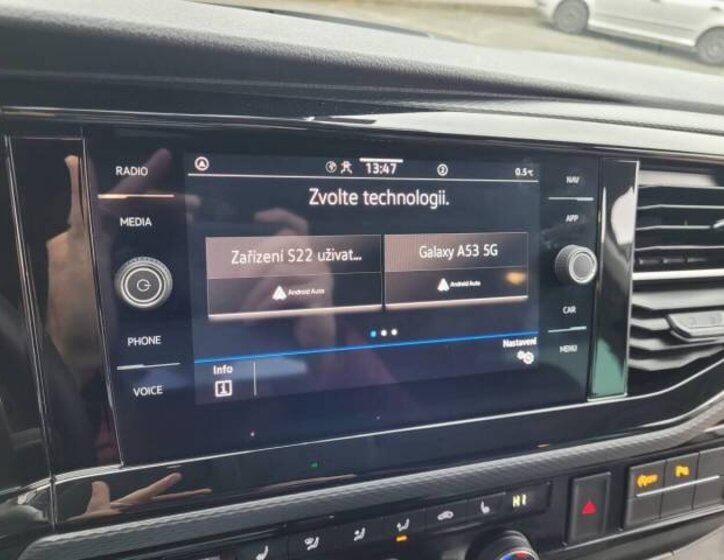 RADIO
MEDIA
PHONE
VOICE
13:47
2
0.5°C
Zvolte technologii.
Zařízení S22 uživat...
Android Auto
Galaxy A53 5G
Android Auto
Info
Nastavení
NAV
APP
CAR
MENU